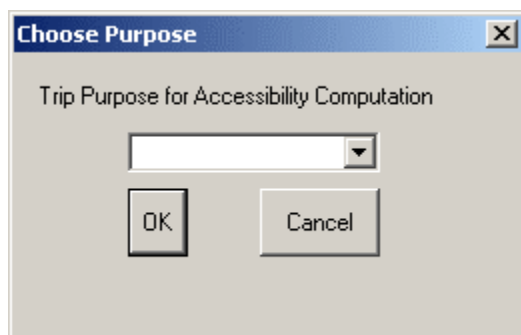 Choose Purpose
Trip Purpose for Accessibility Computation
OK
Cancel